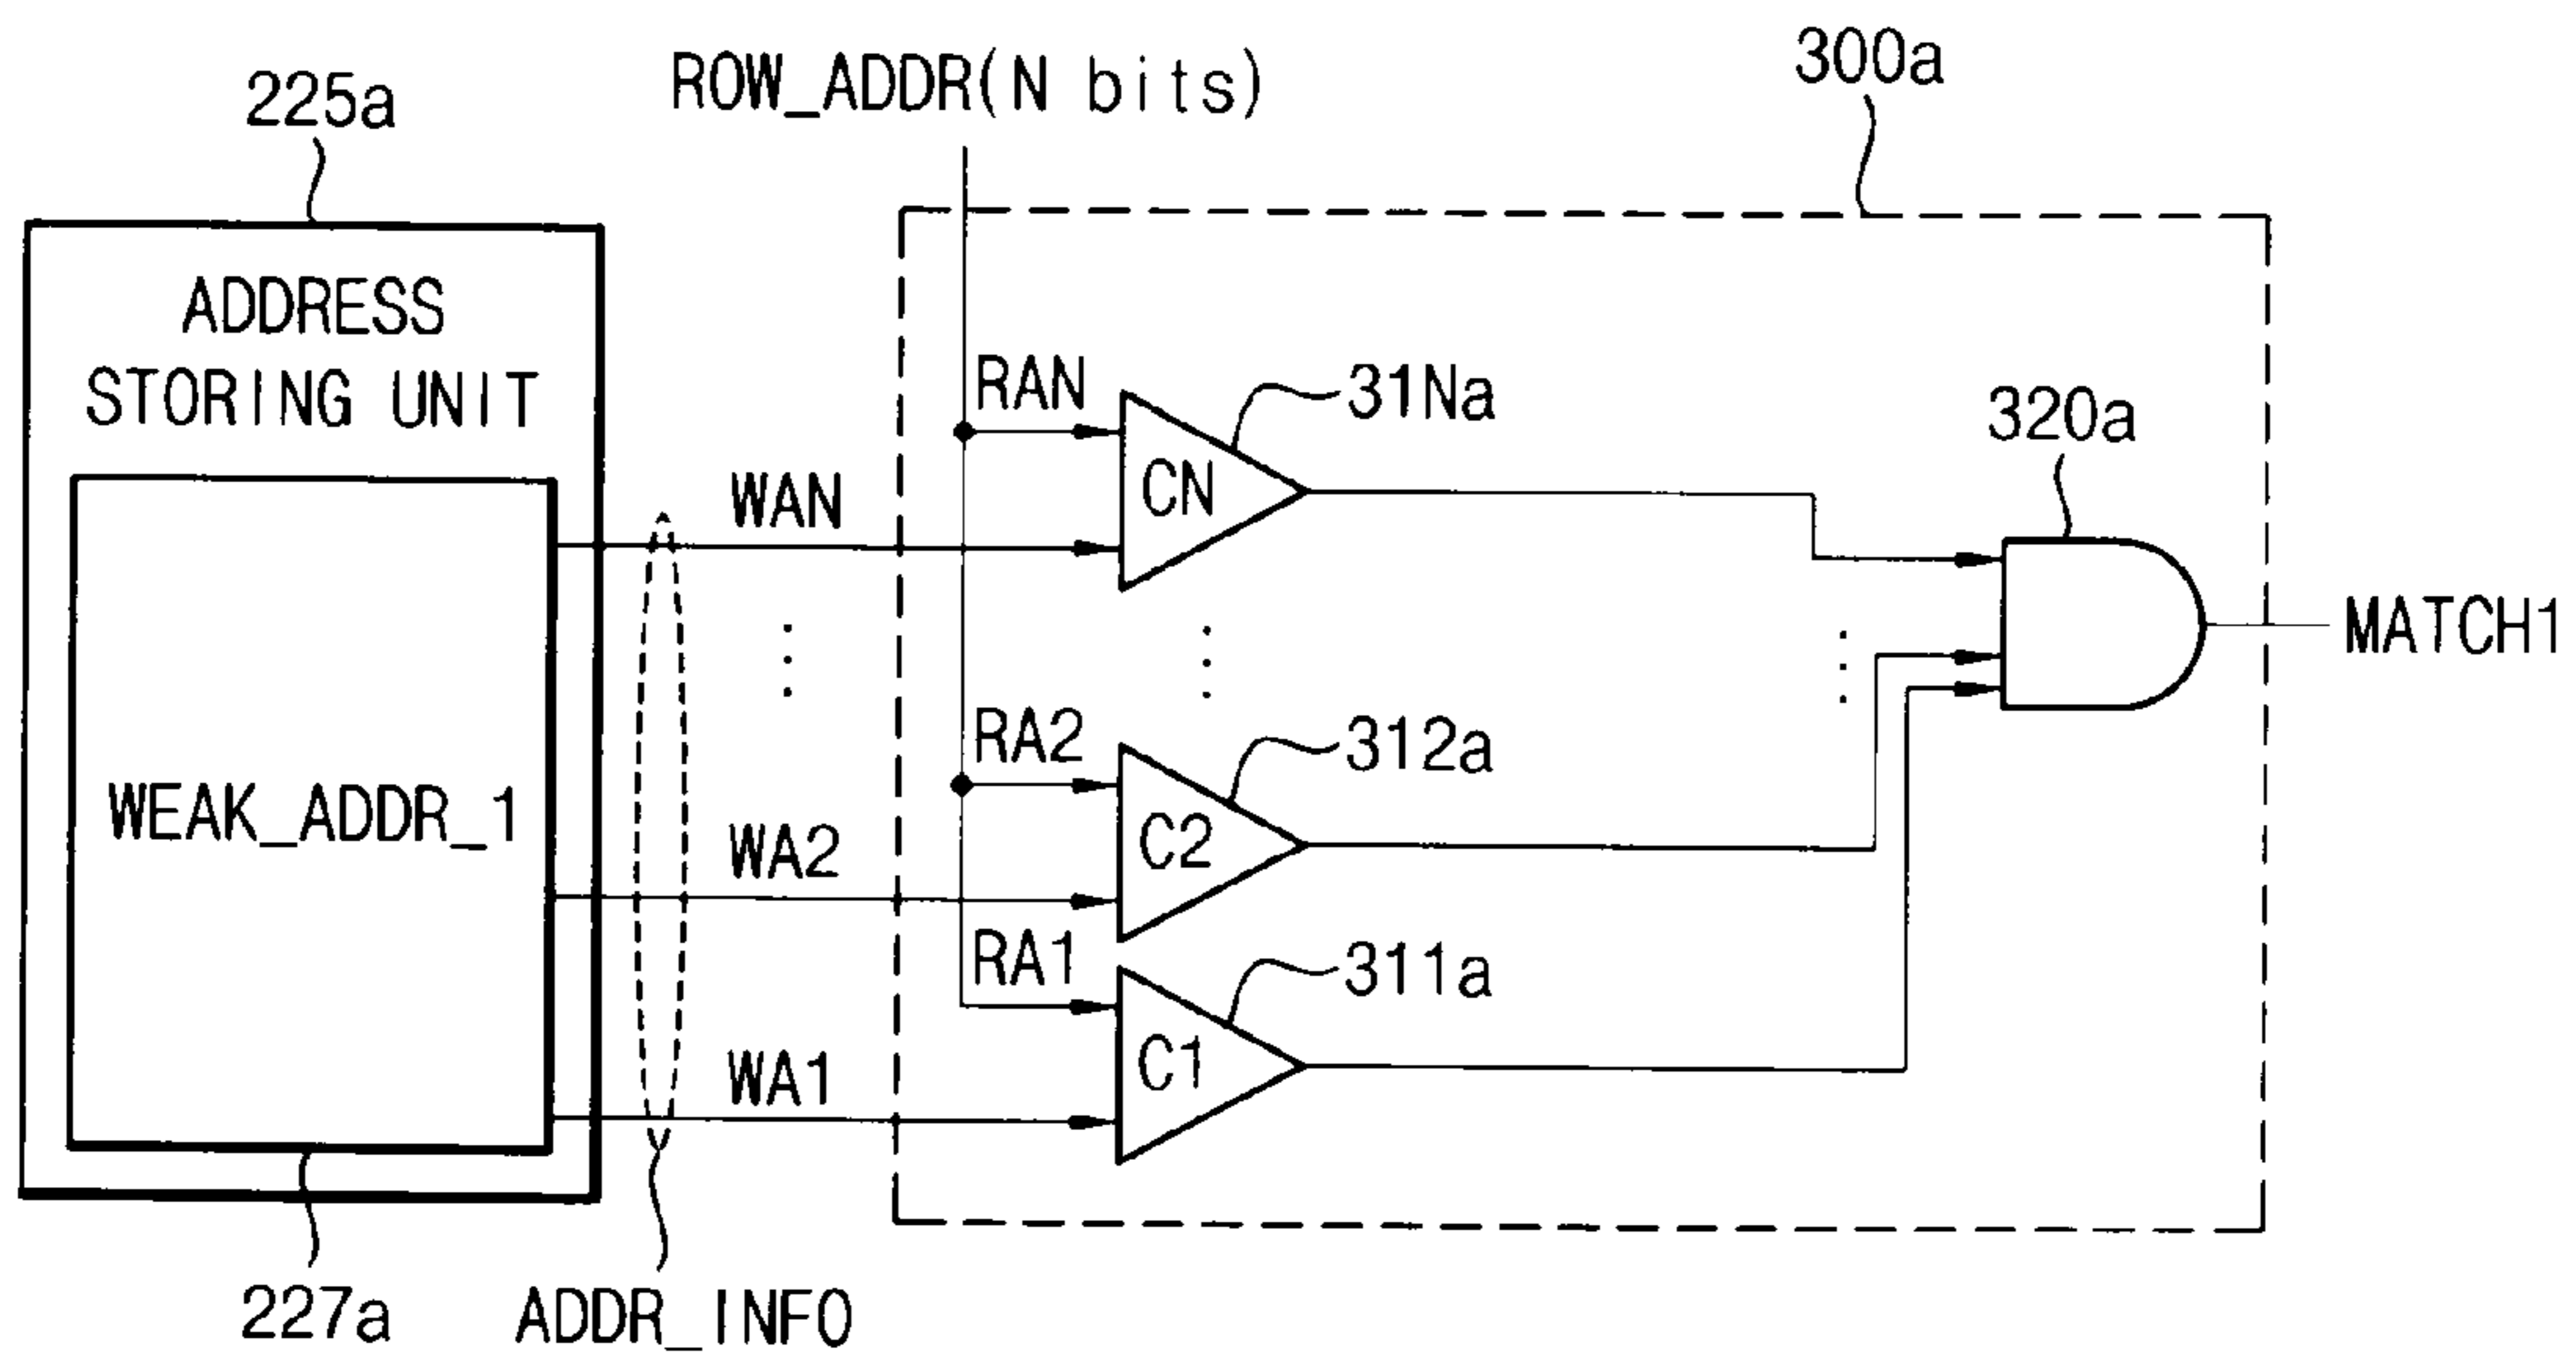 225a
ROW_ADDR(N bits)
300a
ADDRESS
STORING UNIT
RAN
31Na
320a
WAN
CN
MATCH1
RA2
312a
WEAK_ADDR_1
WA2
C2
RA1
311a
WA1
C1
227a
ADDR_INFO